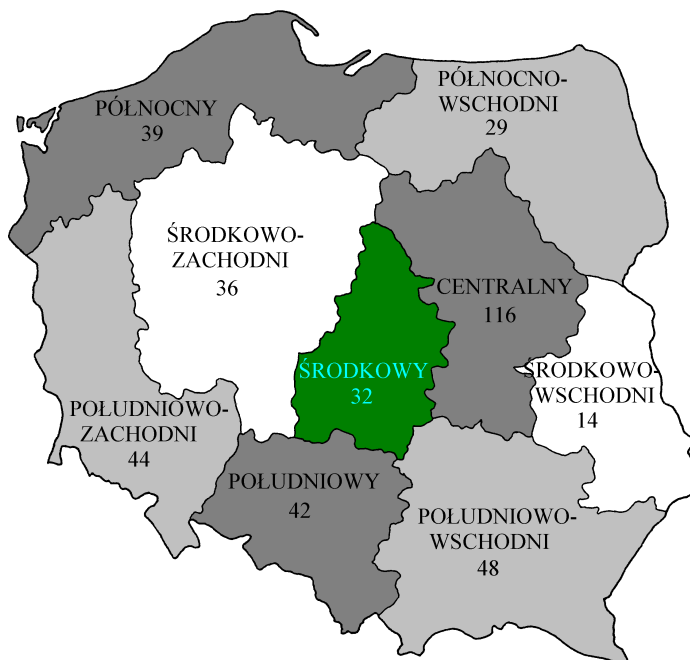 PÓŁNOCNY
39
PÓŁNOCNO-
WSCHODNI
29
ŚRODKOWO-
ZACHODNI
36
CENTRALNY
116
ŚRODKOWY
32
ŚRODKOWO-
WSCHODNI
14
POŁUDNIOWO-
ZACHODNI
44
POŁUDNIOWY
42
POŁUDNIOWO-
WSCHODNI
48